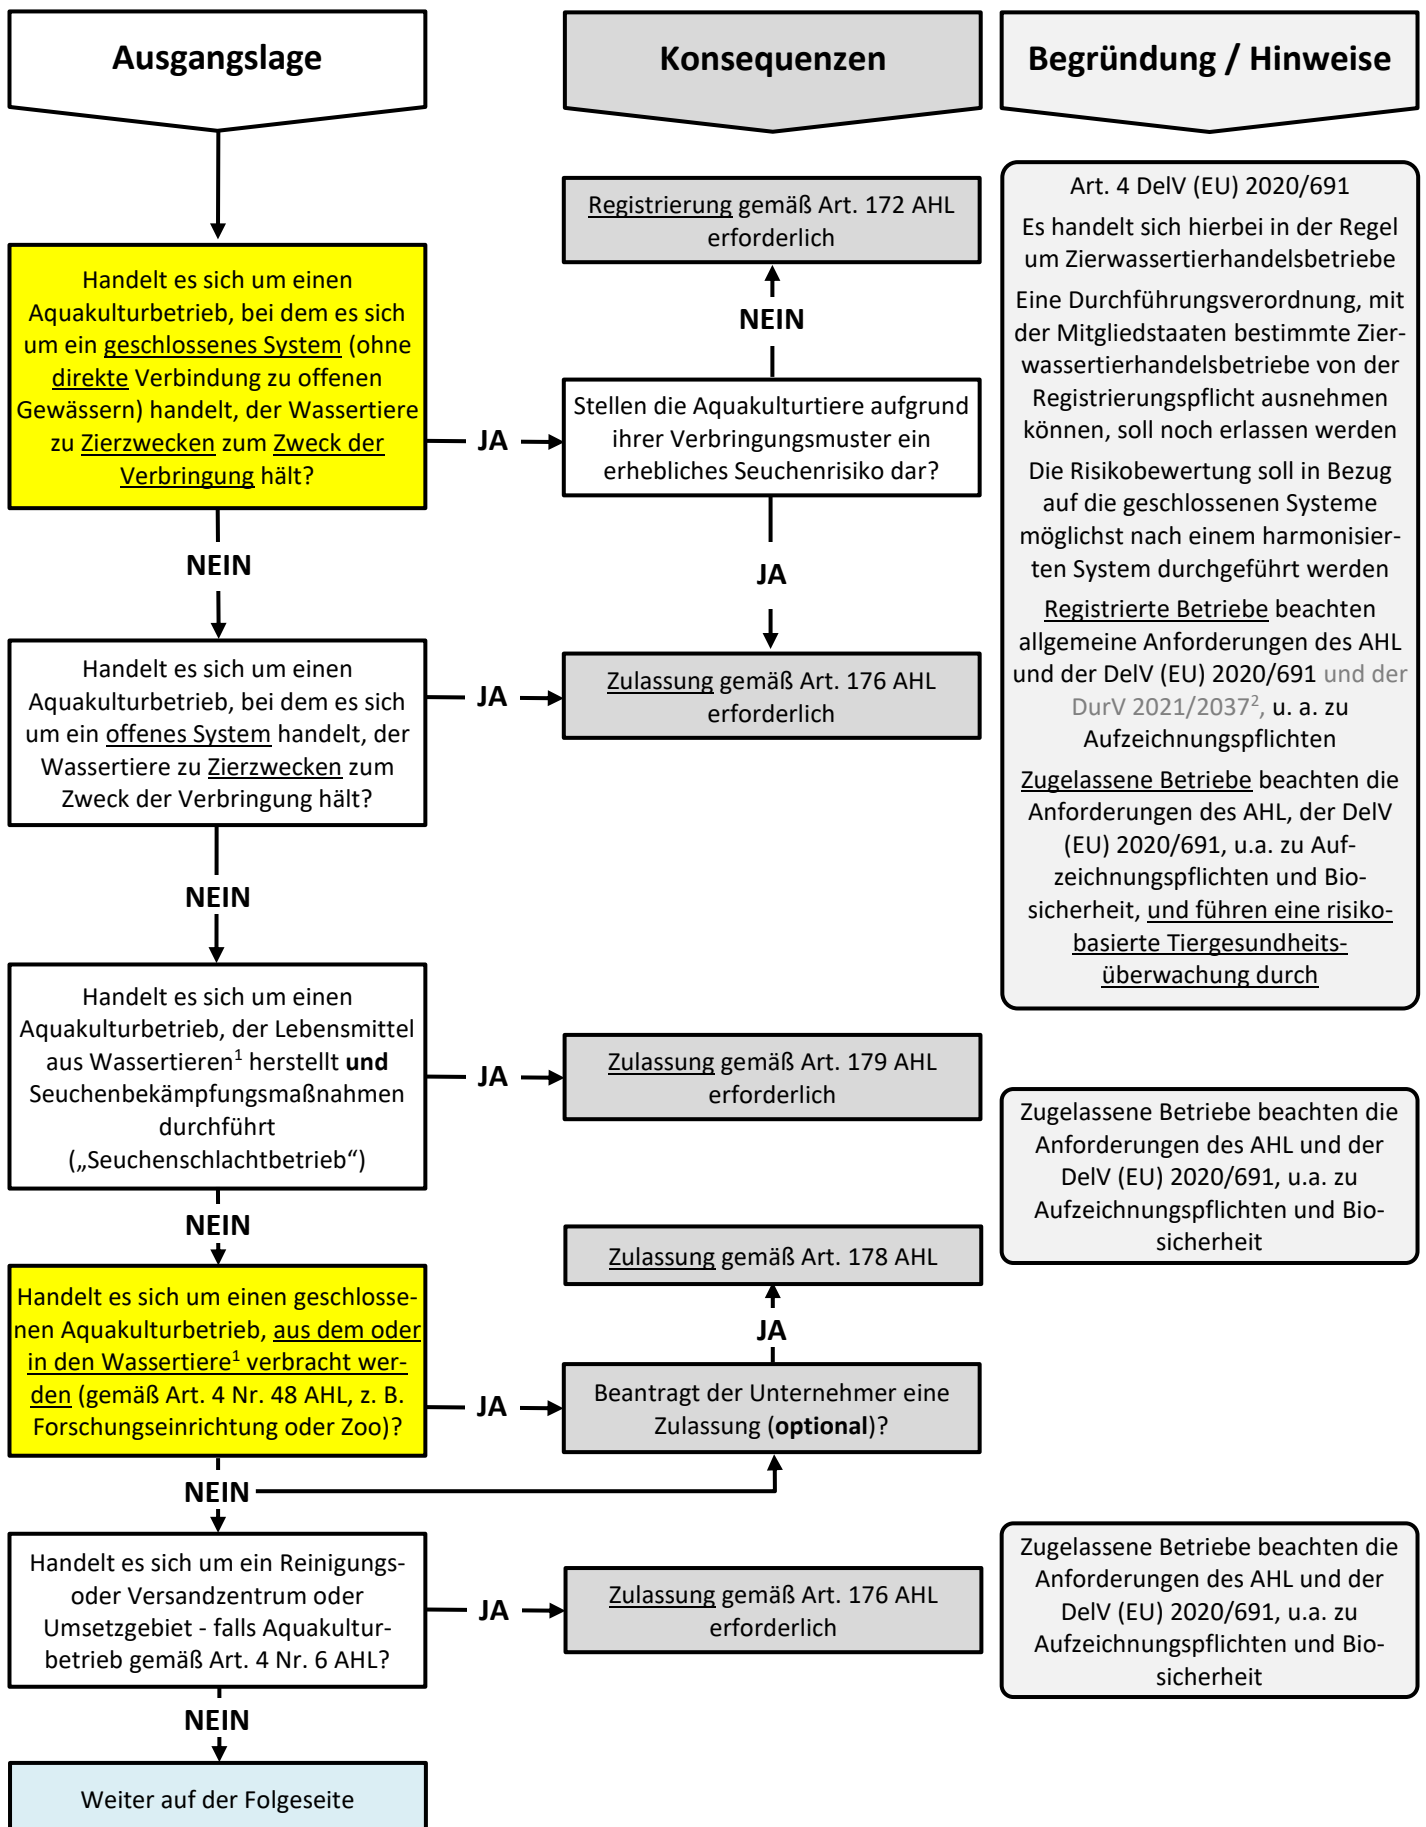 Ausgangslage
Konsequenzen
Begründung / Hinweise
Registrierung gemäß Art. 172 AHL
erforderlich
Handelt es sich um einen
Aquakulturbetrieb, bei dem es sich
um ein geschlossenes System (ohne
direkte Verbindung zu offenen
Gewässern) handelt, der Wassertiere
zu Zierzwecken zum Zweck der
Verbringung hält?
JA
NEIN
Stellen die Aquakulturtiere aufgrund
ihrer Verbringungsmuster ein
erhebliches Seuchenrisiko dar?
JA
NEIN
Handelt es sich um einen
Aquakulturbetrieb, bei dem es sich
um ein offenes System handelt, der
Wassertiere zu Zierzwecken zum
Zweck der Verbringung hält?
JA
Zulassung gemäß Art. 176 AHL
erforderlich
Art. 4 DelV (EU) 2020/691
Es handelt sich hierbei in der Regel
um Zierwassertierhandelsbetriebe
Eine Durchführungsverordnung, mit
der Mitgliedstaaten bestimmte Zier-
wassertierhandelsbetriebe von der
Registrierungspflicht ausnehmen
können, soll noch erlassen werden
Die Risikobewertung soll in Bezug
auf die geschlossenen Systeme
möglichst nach einem harmonisier-
ten System durchgeführt werden
Registrierte Betriebe beachten
allgemeine Anforderungen des AHL
und der DelV (EU) 2020/691 und der
DurV 2021/2037², u. a. zu
Aufzeichnungspflichten
Zugelassene Betriebe beachten die
Anforderungen des AHL, der DelV
(EU) 2020/691, u.a. zu Auf-
zeichnungspflichten und Bio-
sicherheit, und führen eine risiko-
basierte Tiergesundheits-
überwachung durch
NEIN
Handelt es sich um einen
Aquakulturbetrieb, der Lebensmittel
aus Wassertieren¹ herstellt und
Seuchenbekämpfungsmaßnahmen
durchführt
(„Seuchenschlachtbetrieb“)
JA
Zulassung gemäß Art. 179 AHL
erforderlich
Zugelassene Betriebe beachten die
Anforderungen des AHL und der
DelV (EU) 2020/691, u.a. zu
Aufzeichnungspflichten und Bio-
sicherheit
NEIN
Zulassung gemäß Art. 178 AHL
JA
Handelt es sich um einen geschlosse-
nen Aquakulturbetrieb, aus dem oder
in den Wassertiere¹ verbracht wer-
den (gemäß Art. 4 Nr. 48 AHL, z. B.
Forschungseinrichtung oder Zoo)?
JA
Beantragt der Unternehmer eine
Zulassung (optional)?
NEIN
Handelt es sich um ein Reinigungs-
oder Versandzentrum oder
Umsetzgebiet - falls Aquakultur-
betrieb gemäß Art. 4 Nr. 6 AHL?
JA
Zulassung gemäß Art. 176 AHL
erforderlich
Zugelassene Betriebe beachten die
Anforderungen des AHL und der
DelV (EU) 2020/691, u.a. zu
Aufzeichnungspflichten und Bio-
sicherheit
NEIN
Weiter auf der Folgeseite